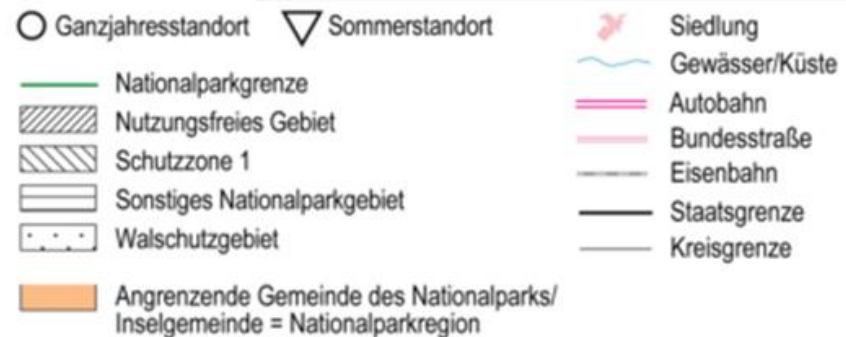 Ganzjahresstandort
Sommerstandort
Nationalparkgrenze
Nutzungsfreies Gebiet
Schutzzone 1
Sonstiges Nationalparkgebiet
Walschutzgebiet
Angrenzende Gemeinde des Nationalparks/
Inselgemeinde = Nationalparkregion
Siedlung
Gewässer/Küste
Autobahn
Bundesstraße
Eisenbahn
Staatsgrenze
Kreisgrenze